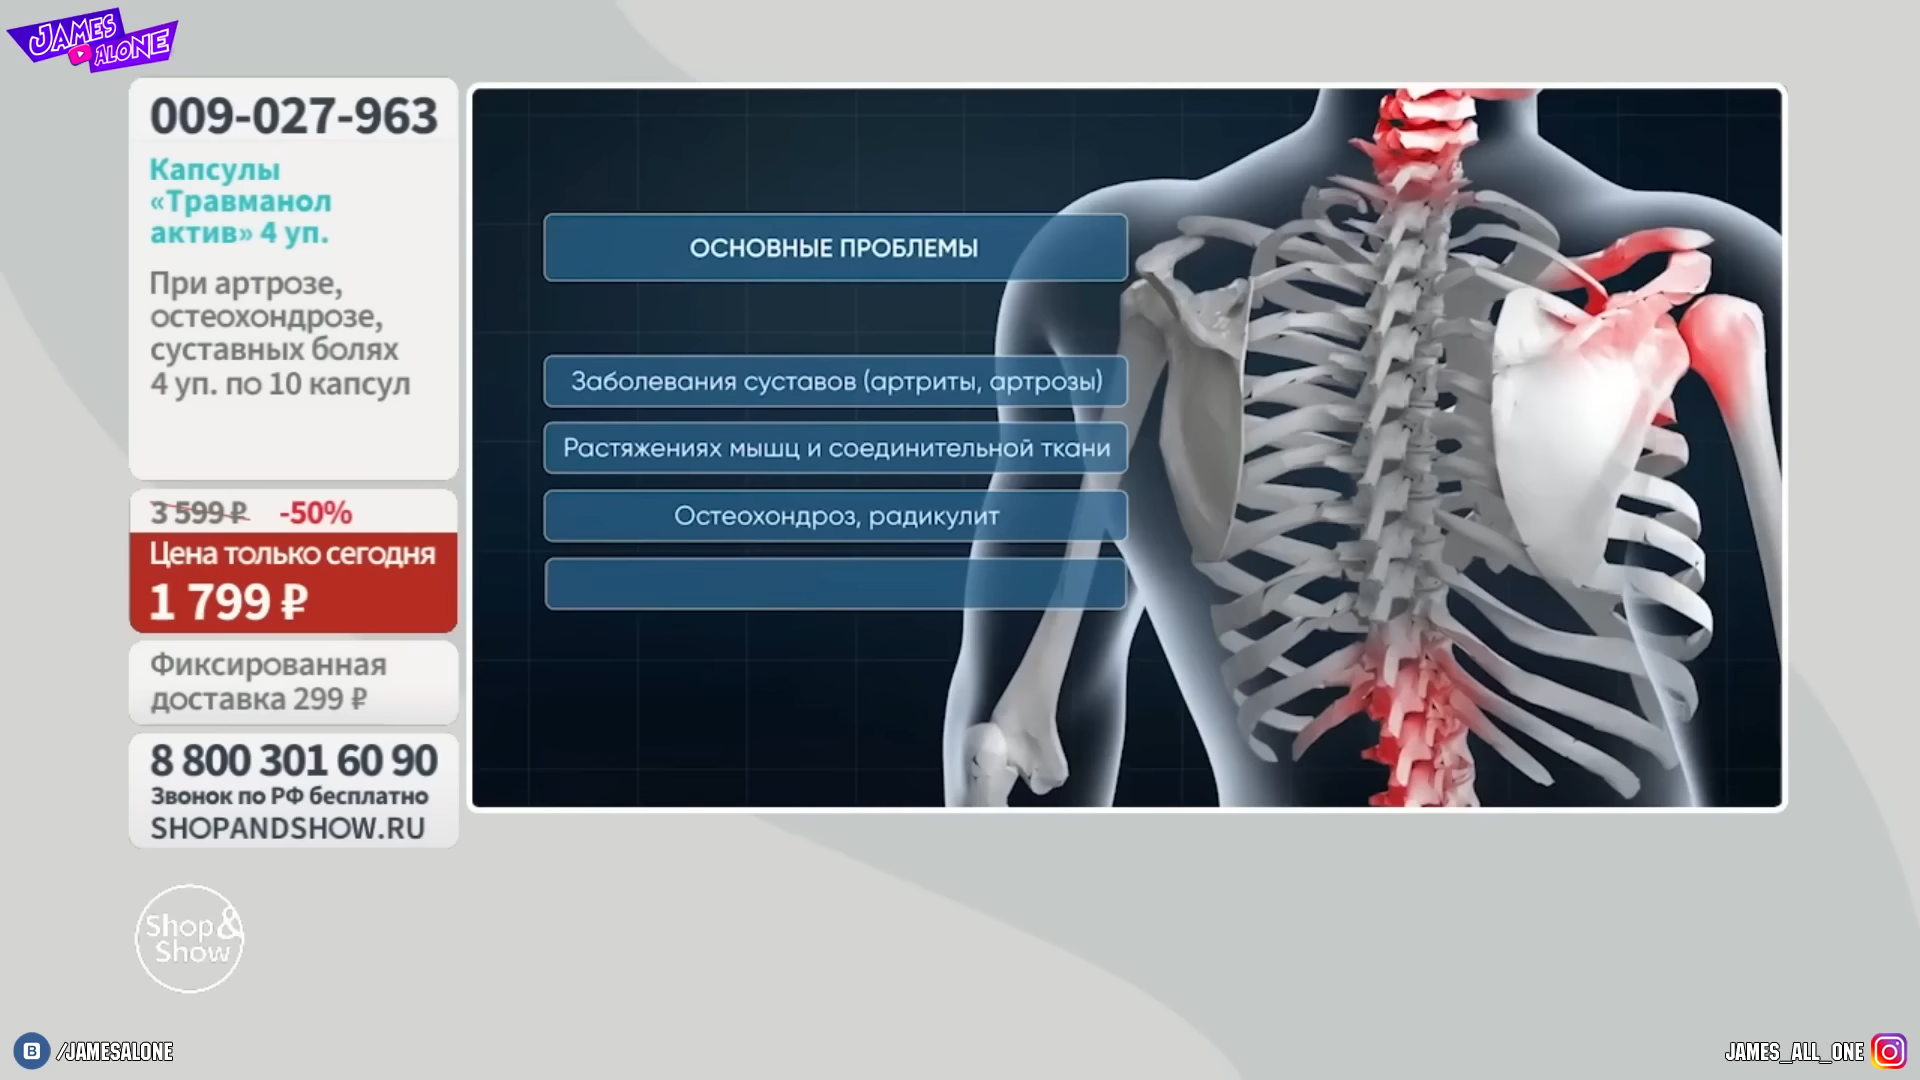 JAMES
ALONE
009-027-963
Капсулы
«Травманол
актив» 4 уп.
При артрозе,
остеохондрозе,
суставных болях
4 уп. по 10 капсул
3 599 ₽ -50%
Цена только сегодня
1 799 ₽
Фиксированная
доставка 299 ₽
8 800 301 60 90
Звонок по РФ бесплатно
SHOPANDSHOW.RU
ОСНОВНЫЕ ПРОБЛЕМЫ
Заболевания суставов (артриты, артрозы)
Растяжениях мышц и соединительной ткани
Остеохондроз, радикулит
Shop&
Show
В /JAMESALONE
JAMES_ALL_ONE